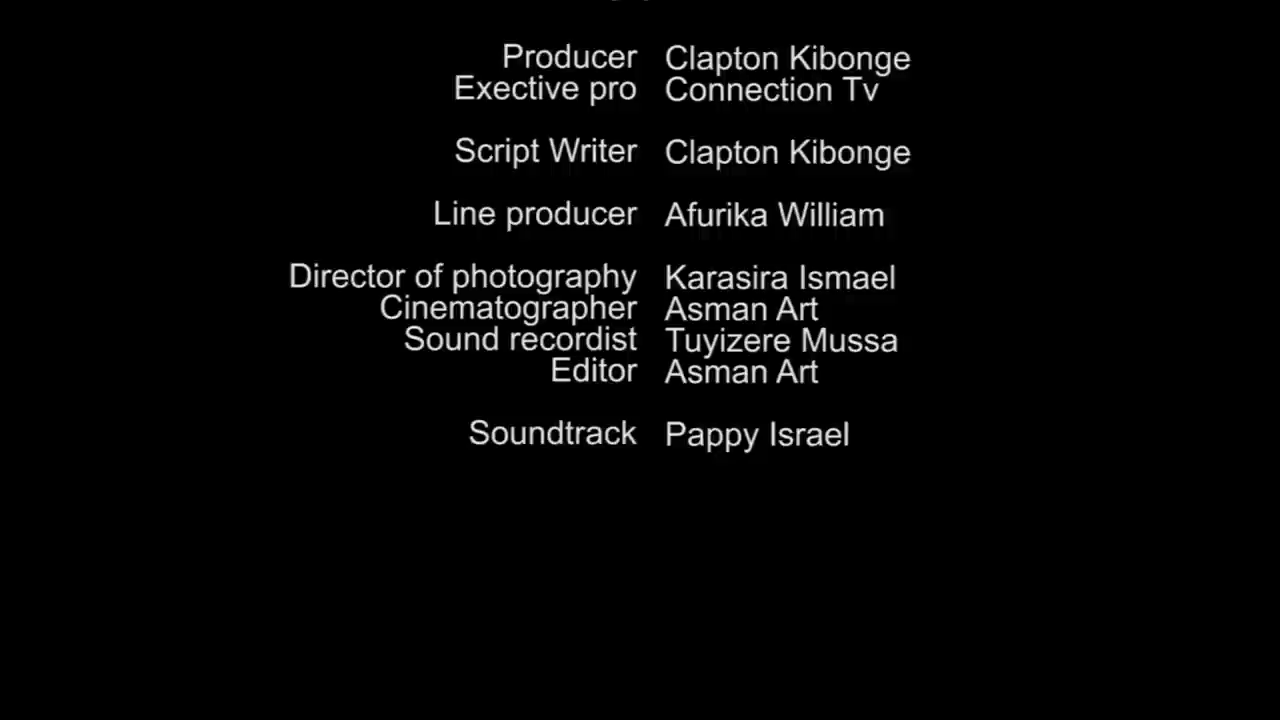 Producer Clapton Kibonge
Exective pro Connection Tv
Script Writer Clapton Kibonge
Line producer Afurika William
Director of photography Karasira Ismael
Cinematographer Asman Art
Sound recordist Tuyizere Mussa
Editor Asman Art
Soundtrack Pappy Israel